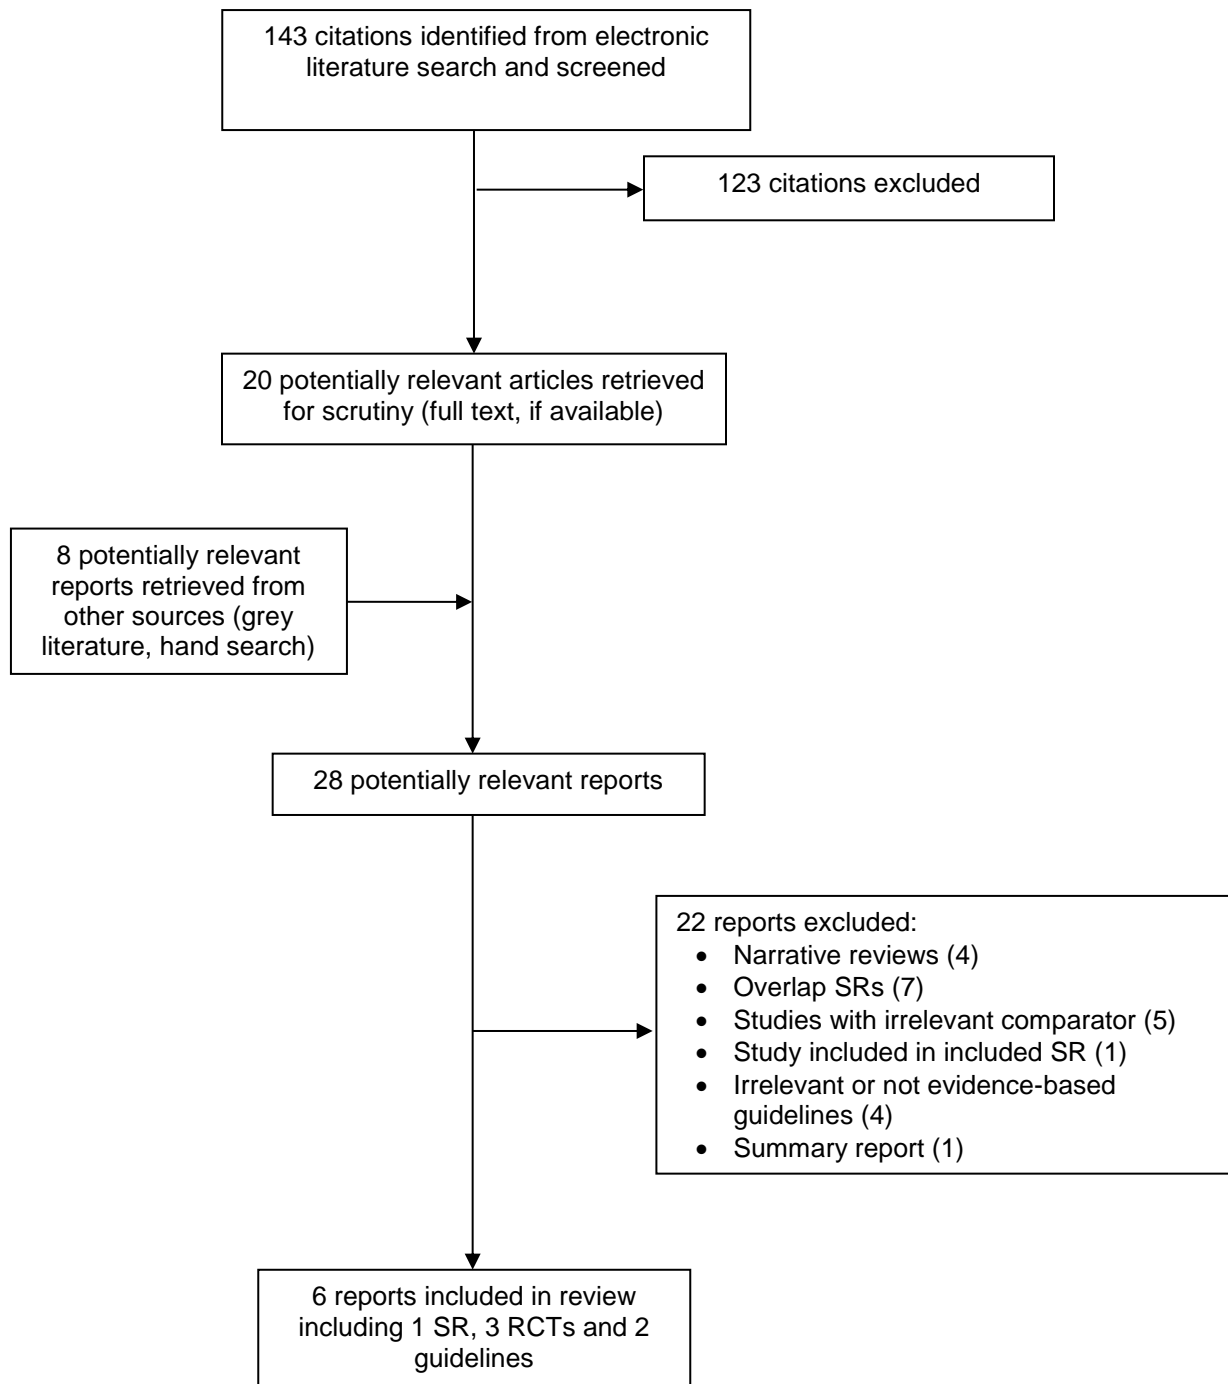 143 citations identified from electronic
literature search and screened
123 citations excluded
20 potentially relevant articles retrieved
for scrutiny (full text, if available)
8 potentially relevant
reports retrieved from
other sources (grey
literature, hand search)
28 potentially relevant reports
22 reports excluded:
• Narrative reviews (4)
• Overlap SRs (7)
• Studies with irrelevant comparator (5)
• Study included in included SR (1)
• Irrelevant or not evidence-based
guidelines (4)
• Summary report (1)
6 reports included in review
including 1 SR, 3 RCTs and 2
guidelines